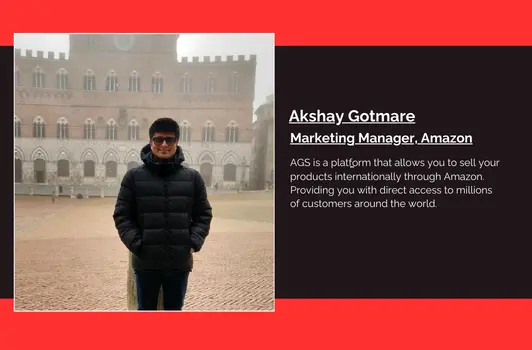 Akshay Gotmare
Marketing Manager, Amazon
AGS is a platform that allows you to sell your
products internationally through Amazon.
Providing you with direct access to millions
of customers around the world.